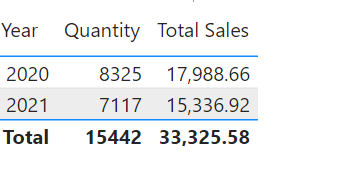 Year Quantity Total Sales
2020 8325 17,988.66
2021 7117 15,336.92
Total 15442 33,325.58